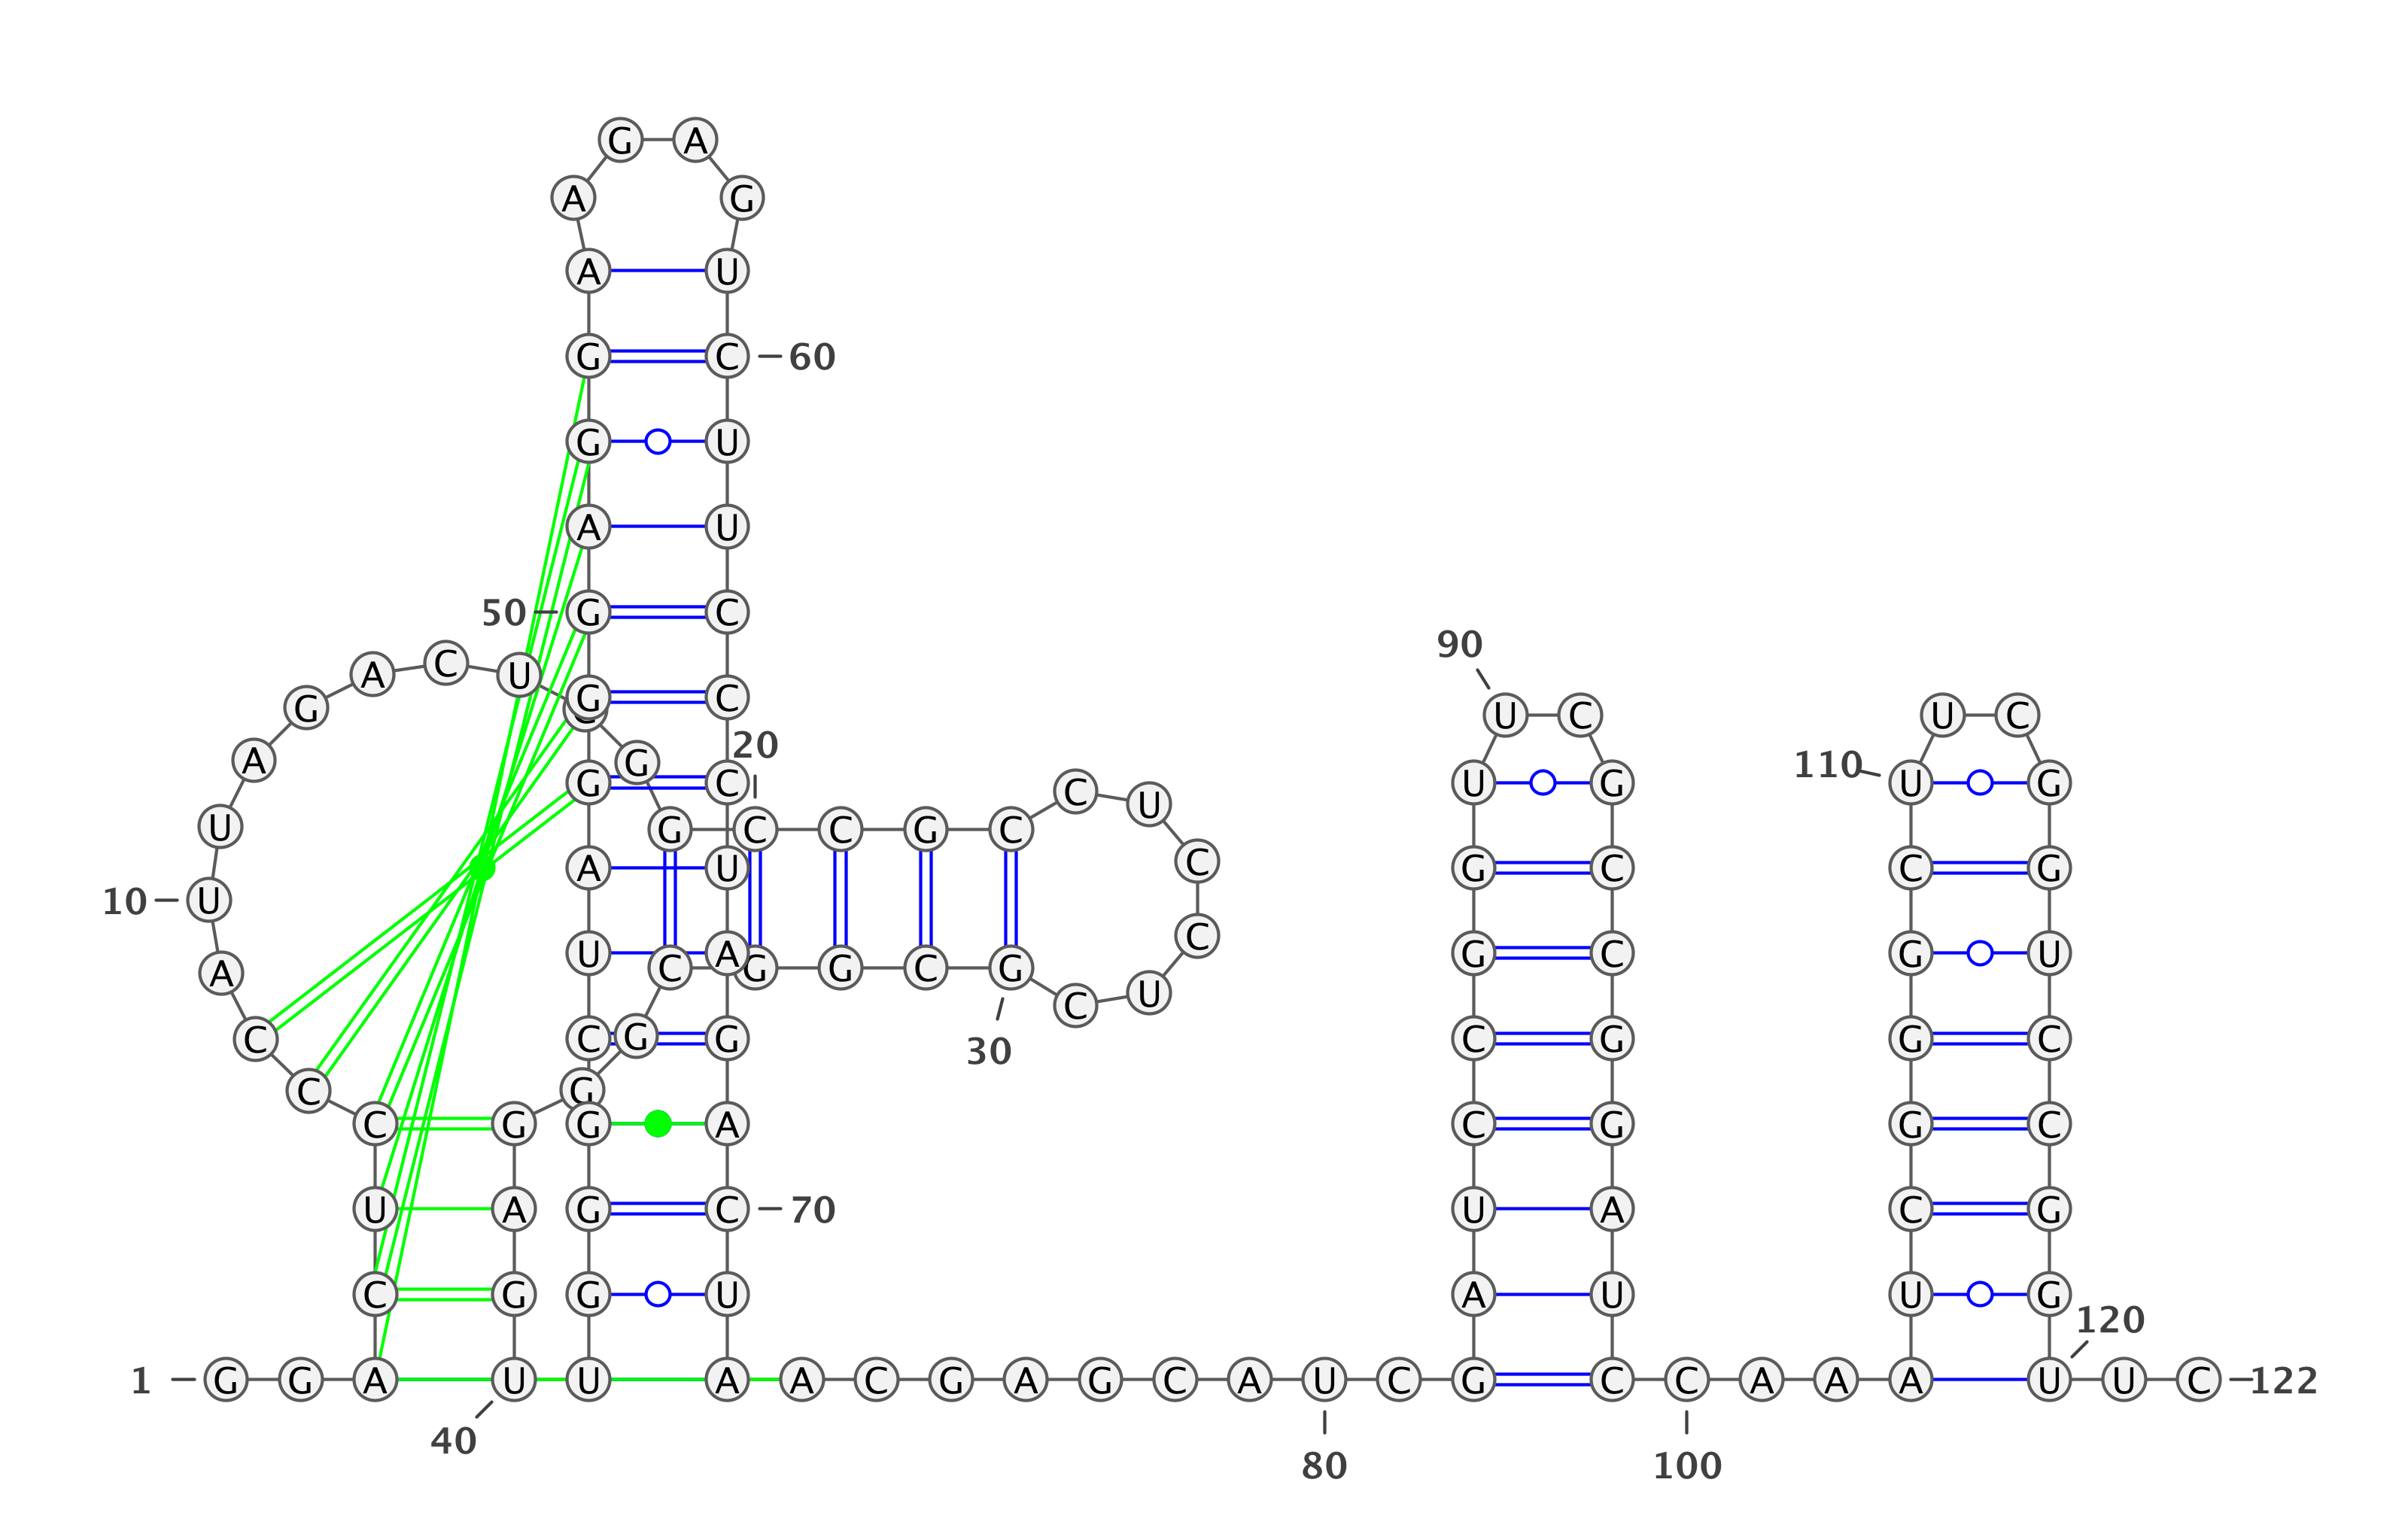 G A
A G
A U
G C 60
G U
A U
50 G C
90
A C U
G G C
C
U C U C
20
A G 110
G C U G U G
C U
U G C C G C
C
A U G C C G
10 U
C
A U A G C G U
C G G C G
U
C C G G C G G C
30
C G
C G G A C G G C
U A G C 70 U A C G
C G G U A U U G
120
1 G G A U U A A C G A G C A U C G C C A A A U U C 122
40
80 100